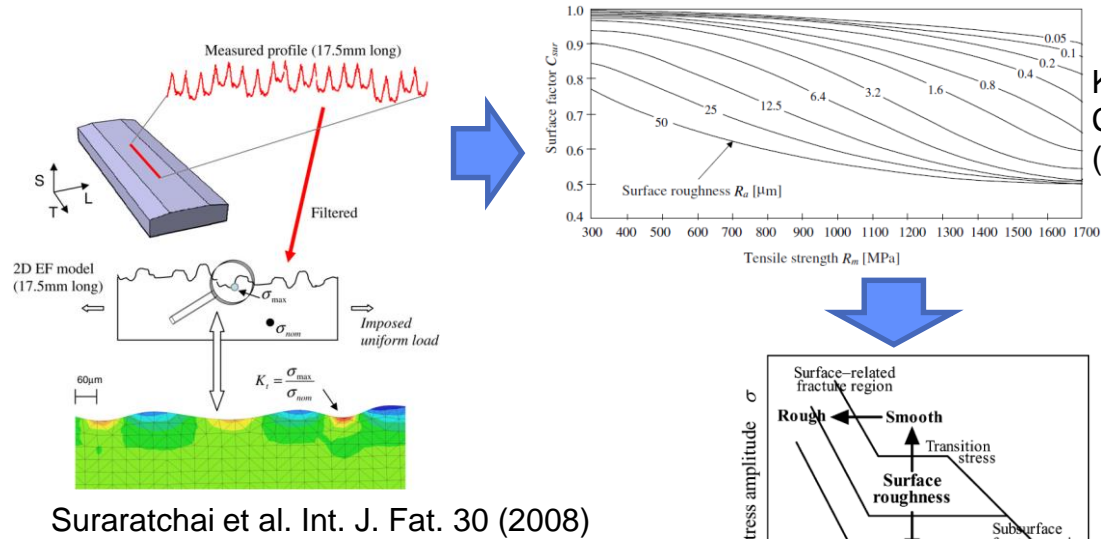 Measured profile (17.5mm long)
S
L
T
Filtered
2D EF model
(17.5mm long)
σmax
σnom
Imposed
uniform load
60μm
Kt = σmax / σnom
Suraratchai et al. Int. J. Fat. 30 (2008)
Surface factor Csur
1.0
0.9
0.8
0.7
0.6
0.5
0.4
0.05
0.1
0.2
0.4
0.8
1.6
3.2
6.4
12.5
25
50
Surface roughness Ra [μm]
300 400 500 600 700 800 900 1000 1100 1200 1300 1400 1500 1600 1700
Tensile strength Rm [MPa]
(
Surface–related
fracture region
Rough
Smooth
Transition
stress
Surface
roughness
Subsurface
tress amplitude σ